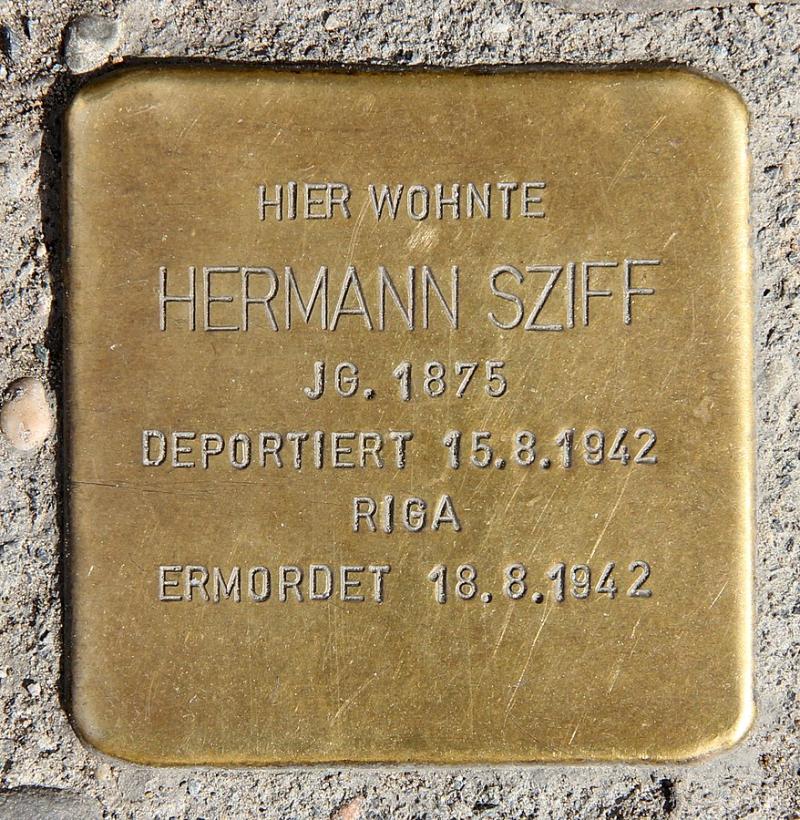 HIER WOHNTE
HERMANN SZIFF
JG. 1875
DEPORTIERT 15.8.1942
RIGA
ERMORDET 18.8.1942